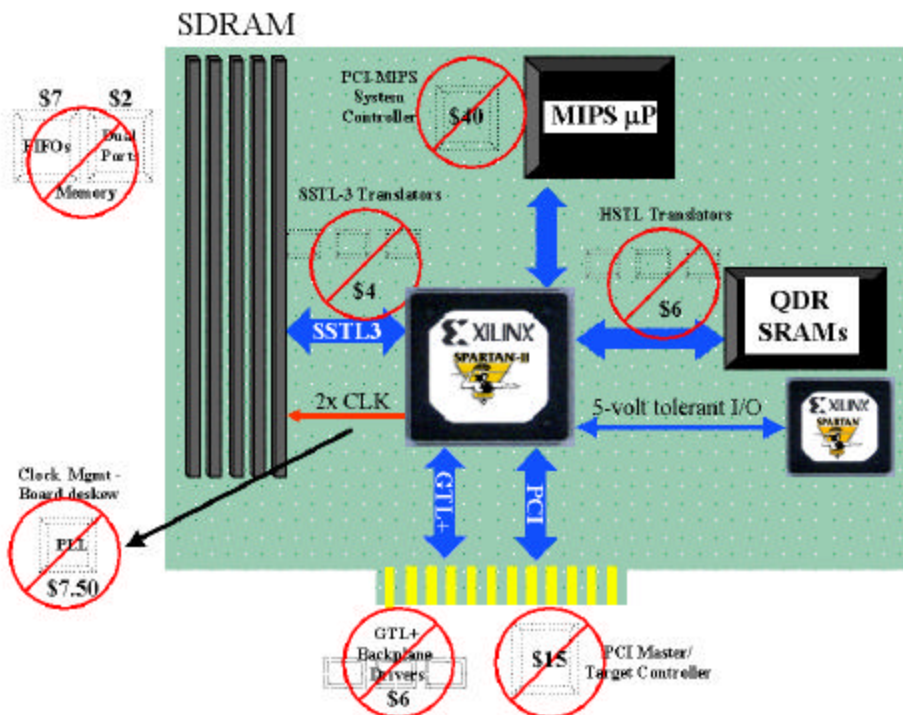 SDRAM
$7
$2
FIFOs
Dual
Ports
Memory
PCI-MIPS
System
Controller
$40
MIPS µP
SSTL-3 Translators
$4
HSTL Translators
$6
QDR
SRAMs
SSTL3
XILINX
SPARTAN-II
2x CLK
5-volt tolerant I/O
XILINX
SPARTAN
GTL+
PCI
Clock Mgmt -
Board deskew
PLL
$7.50
GTL+
Backplane
Drivers
$6
$15
PCI Master/
Target Controller